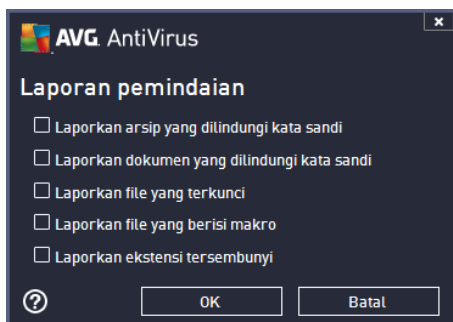 AVG AntiVirus
Laporan pemindaian
Laporkan arsip yang dilindungi kata sandi
Laporkan dokumen yang dilindungi kata sandi
Laporkan file yang terkunci
Laporkan file yang berisi makro
Laporkan ekstensi tersembunyi
OK
Batal